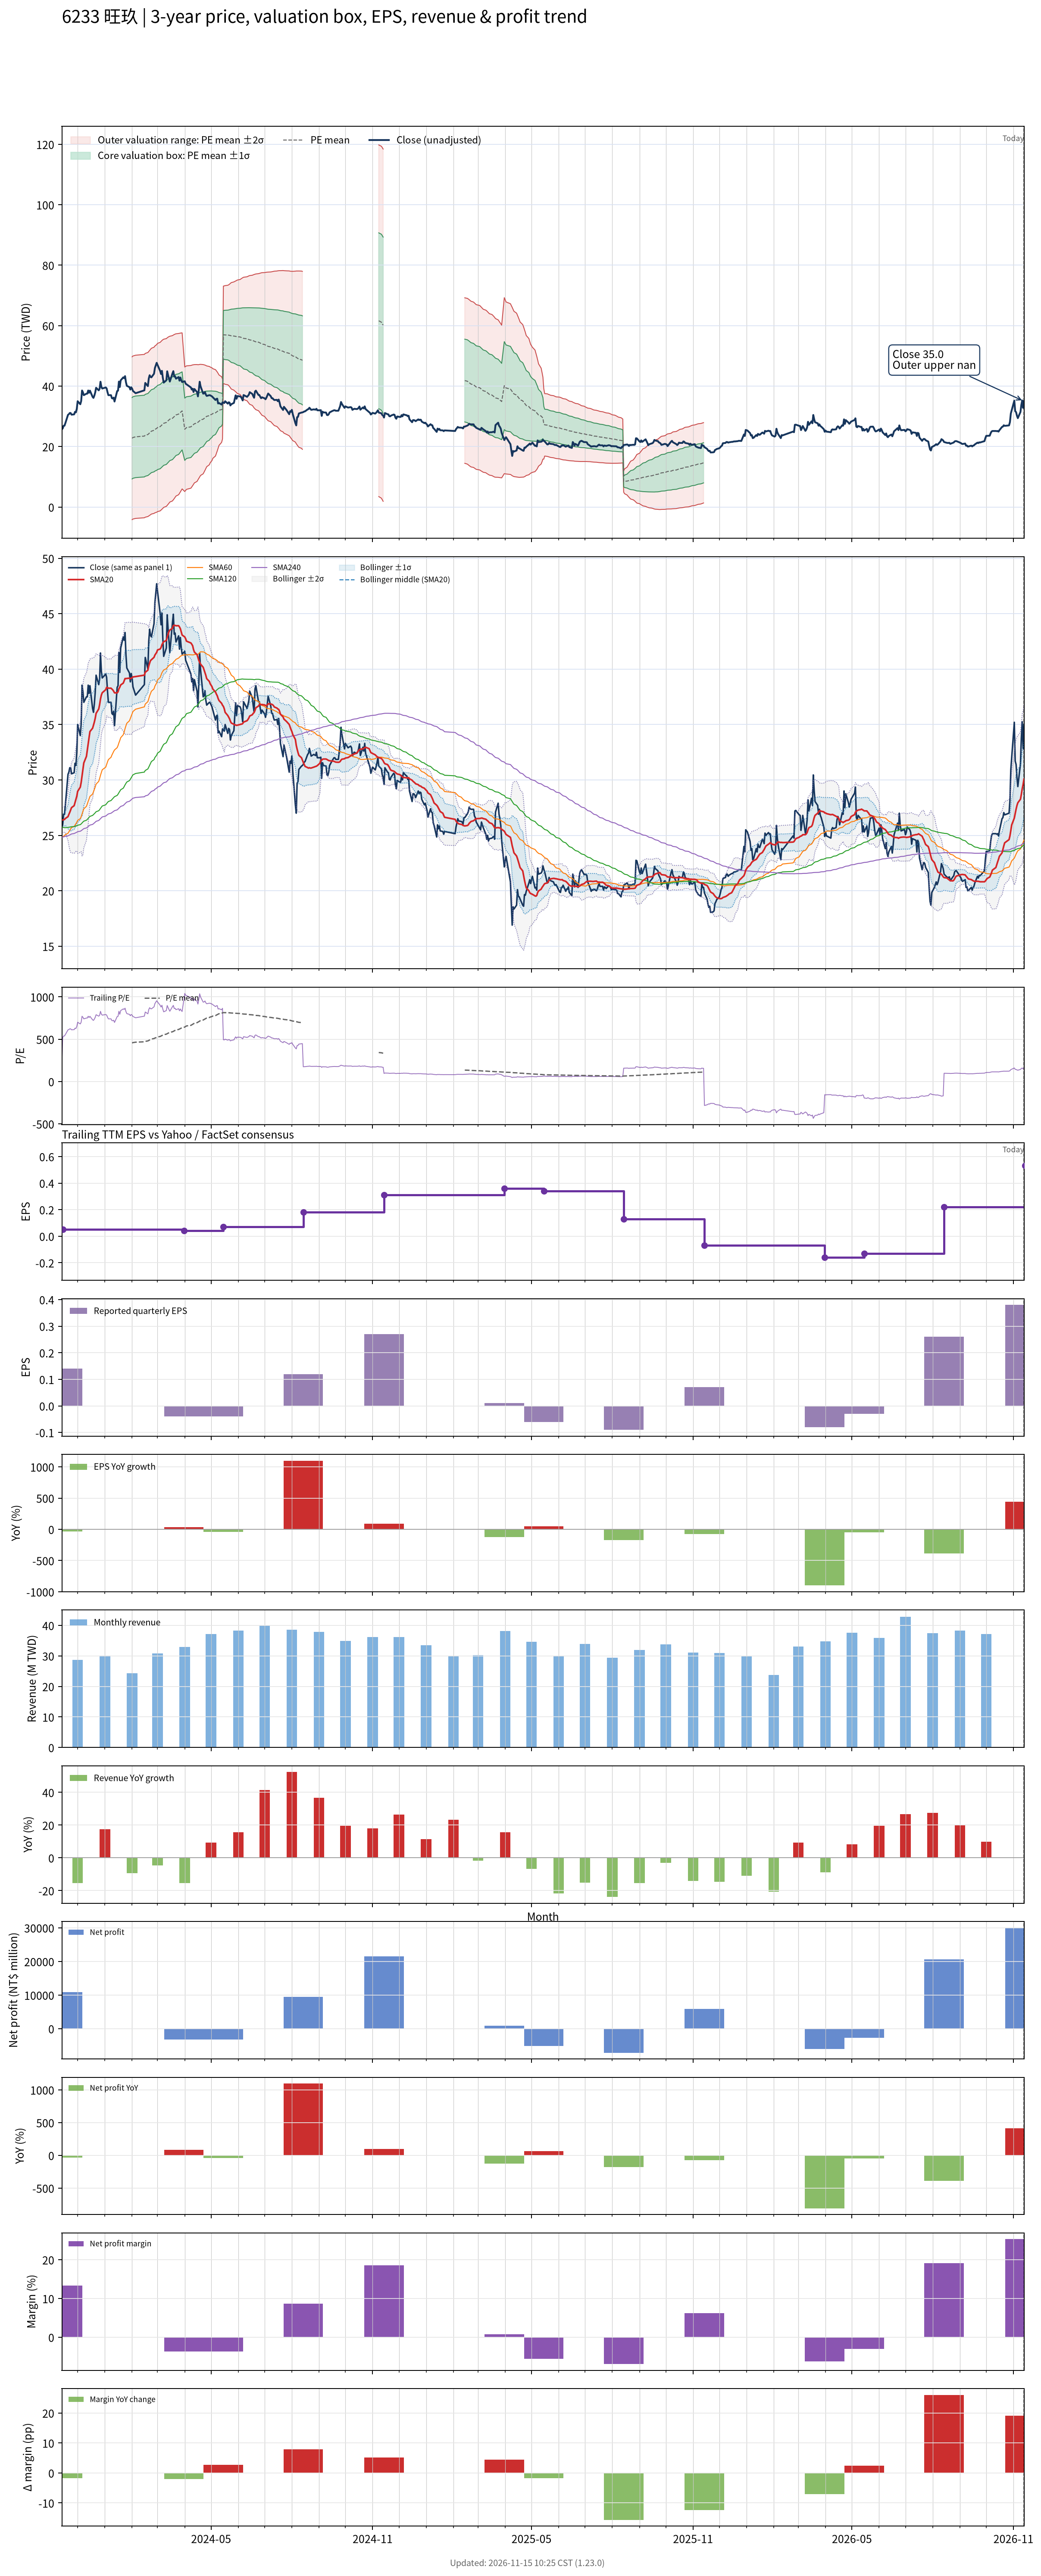 6233 旺玖 | 3-year price, valuation box, EPS, revenue & profit trend
Outer valuation range: PE mean ±2σ
PE mean
Close (unadjusted)
Core valuation box: PE mean ±1σ
Today
120
100
80
60
40
20
0
Price (TWD)
Close 35.0
Outer upper nan
Close (same as panel 1)
SMA20
SMA60
SMA120
SMA240
Bollinger ±2σ
Bollinger ±1σ
Bollinger middle (SMA20)
50
45
40
35
30
25
20
15
Price
Trailing P/E
P/E mean
1000
500
0
-500
P/E
Trailing TTM EPS vs Yahoo / FactSet consensus
Today
0.6
0.4
0.2
0.0
-0.2
EPS
Reported quarterly EPS
0.4
0.3
0.2
0.1
0.0
-0.1
EPS
EPS YoY growth
1000
500
0
-500
-1000
YoY (%)
Monthly revenue
40
30
20
10
0
Revenue (M TWD)
Revenue YoY growth
40
20
0
-20
YoY (%)
Month
Net profit
30000
20000
10000
0
Net profit (NT$ million)
Net profit YoY
1000
500
0
-500
YoY (%)
Net profit margin
20
10
0
Margin (%)
Margin YoY change
20
10
0
-10
Δ margin (pp)
2024-05
2024-11
2025-05
2025-11
2026-05
2026-11
Updated: 2026-11-15 10:25 CST (1.23.0)